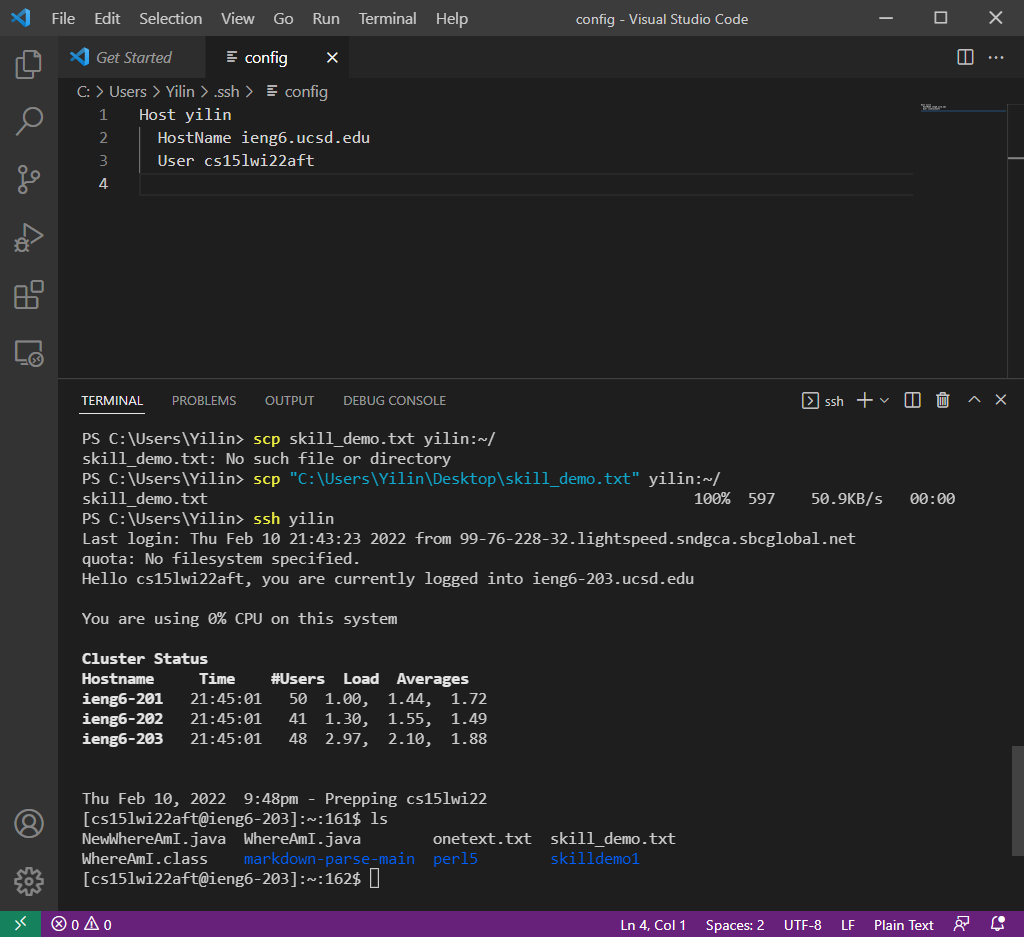 File Edit Selection View Go Run Terminal Help config - Visual Studio Code
Get Started config
C: > Users > Yilin > .ssh > config
1 Host yilin
2 HostName ieng6.ucsd.edu
3 User cs15lwi22aft
4
TERMINAL PROBLEMS OUTPUT DEBUG CONSOLE ssh
PS C:\Users\Yilin> scp skill_demo.txt yilin:~/
skill_demo.txt: No such file or directory
PS C:\Users\Yilin> scp "C:\Users\Yilin\Desktop\skill_demo.txt" yilin:~/
skill_demo.txt 100% 597 50.9KB/s 00:00
PS C:\Users\Yilin> ssh yilin
Last login: Thu Feb 10 21:43:23 2022 from 99-76-228-32.lightspeed.sndgca.sbcglobal.net
quota: No filesystem specified.
Hello cs15lwi22aft, you are currently logged into ieng6-203.ucsd.edu
You are using 0% CPU on this system
Cluster Status
Hostname Time #Users Load Averages
ieng6-201 21:45:01 50 1.00, 1.44, 1.72
ieng6-202 21:45:01 41 1.30, 1.55, 1.49
ieng6-203 21:45:01 48 2.97, 2.10, 1.88
Thu Feb 10, 2022 9:48pm - Prepping cs15lwi22
[cs15lwi22aft@ieng6-203]:~:161$ ls
NewWhereAmI.java WhereAmI.java onetext.txt skill_demo.txt
WhereAmI.class markdown-parse-main perl5 skilldemo1
[cs15lwi22aft@ieng6-203]:~:162$
0 0 Ln 4, Col 1 Spaces: 2 UTF-8 LF Plain Text